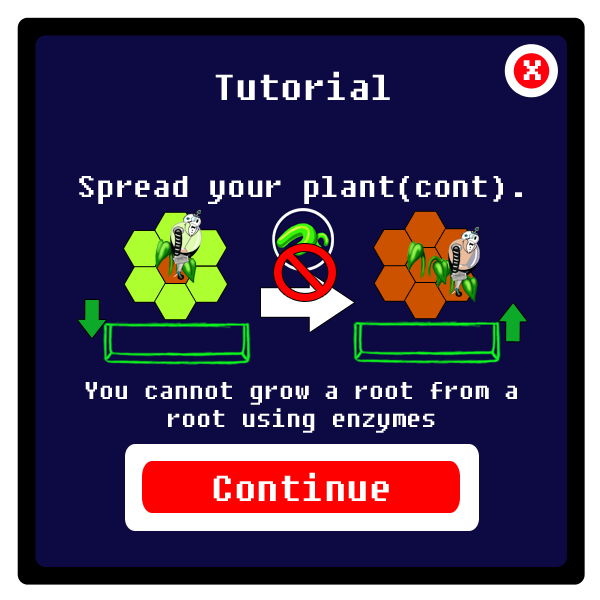 X
Tutorial
Spread your plant(cont).
You cannot grow a root from a
root using enzymes
Continue